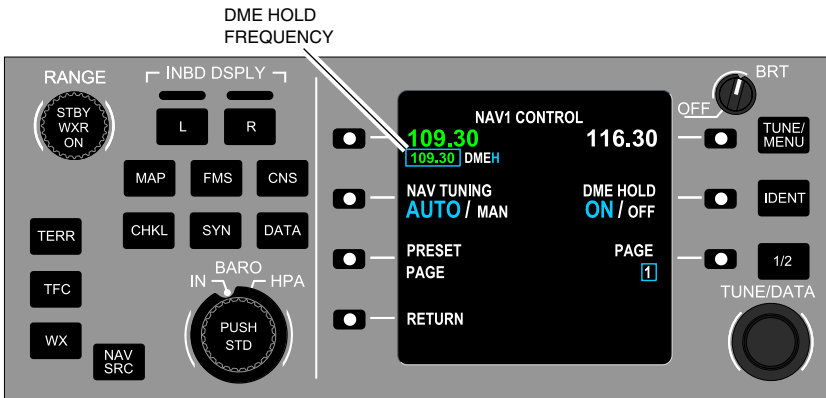 DME HOLD
FREQUENCY
RANGE
INBD DSPLY
BRT
OFF
STBY
WXR
ON
L
R
NAV1 CONTROL
109.30
116.30
109.30 DMEH
TUNE/
MENU
MAP
FMS
CNS
NAV TUNING
AUTO / MAN
DME HOLD
ON / OFF
IDENT
TERR
CHKL
SYN
DATA
PRESET
PAGE
PAGE
1
1/2
TFC
BARO
IN
HPA
PUSH
STD
TUNE/DATA
RETURN
WX
NAV
SRC